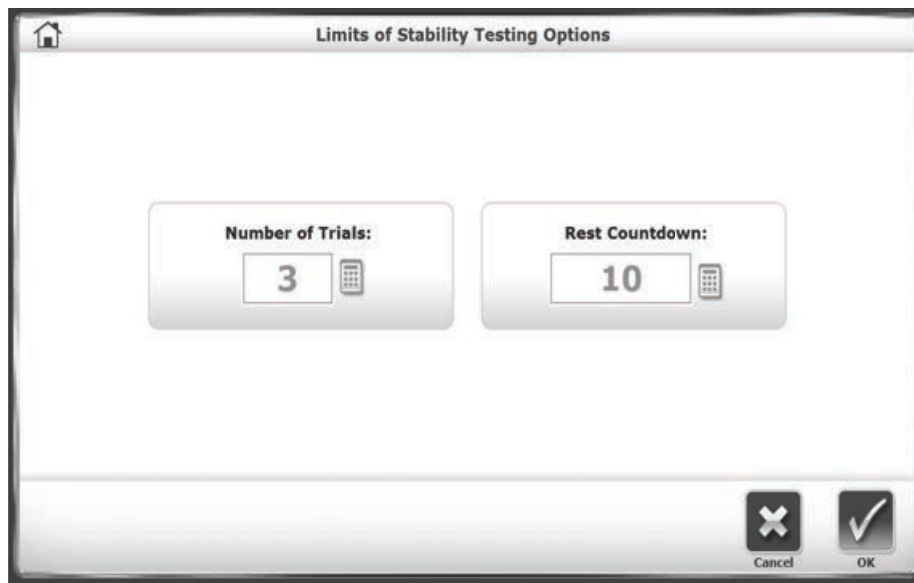 Limits of Stability Testing Options
Number of Trials:
3
Rest Countdown:
10
Cancel
OK